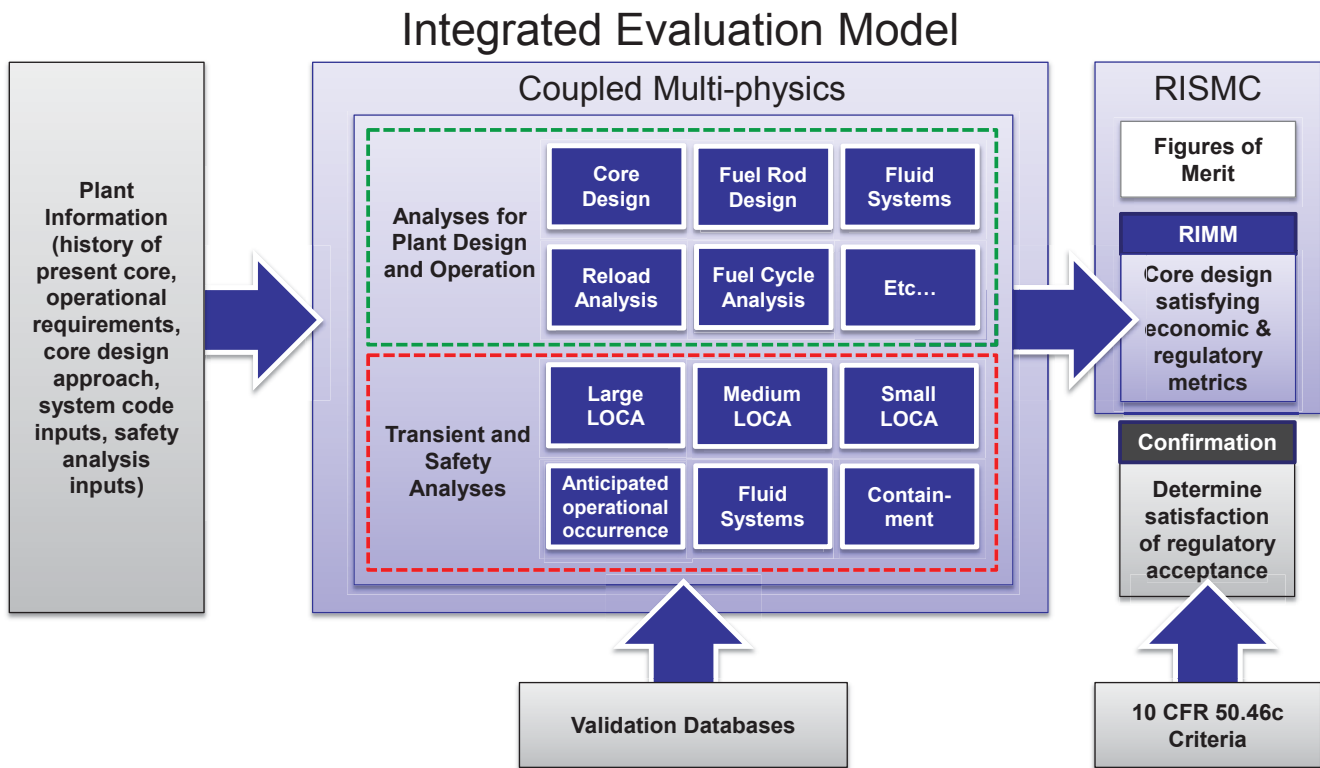 Integrated Evaluation Model
Plant
Information
(history of
present core,
operational
requirements,
core design
approach,
system code
inputs, safety
analysis
inputs)
Coupled Multi-physics
Analyses for
Plant Design
and Operation
Core
Design
Fuel Rod
Design
Fluid
Systems
Reload
Analysis
Fuel Cycle
Analysis
Etc...
Transient and
Safety
Analyses
Large
LOCA
Medium
LOCA
Small
LOCA
Anticipated
operational
occurrence
Fluid
Systems
Contain-
ment
Validation Databases
RISMC
Figures of
Merit
RIMM
Core design
satisfying
economic &
regulatory
metrics
Confirmation
Determine
satisfaction
of regulatory
acceptance
10 CFR 50.46c
Criteria